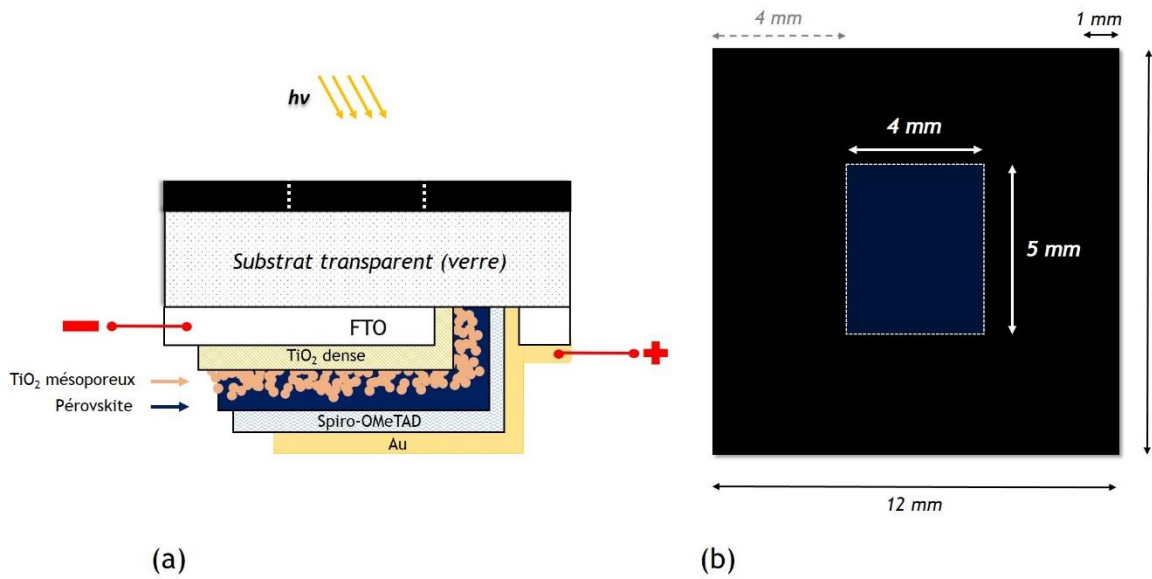 4 mm
1 mm
hν
4 mm
Substrat transparent (verre)
5 mm
FTO
TiO₂ dense
TiO₂ mésoporeux
Pérovskite
Spiro-OMeTAD
Au
12 mm
(a)
(b)